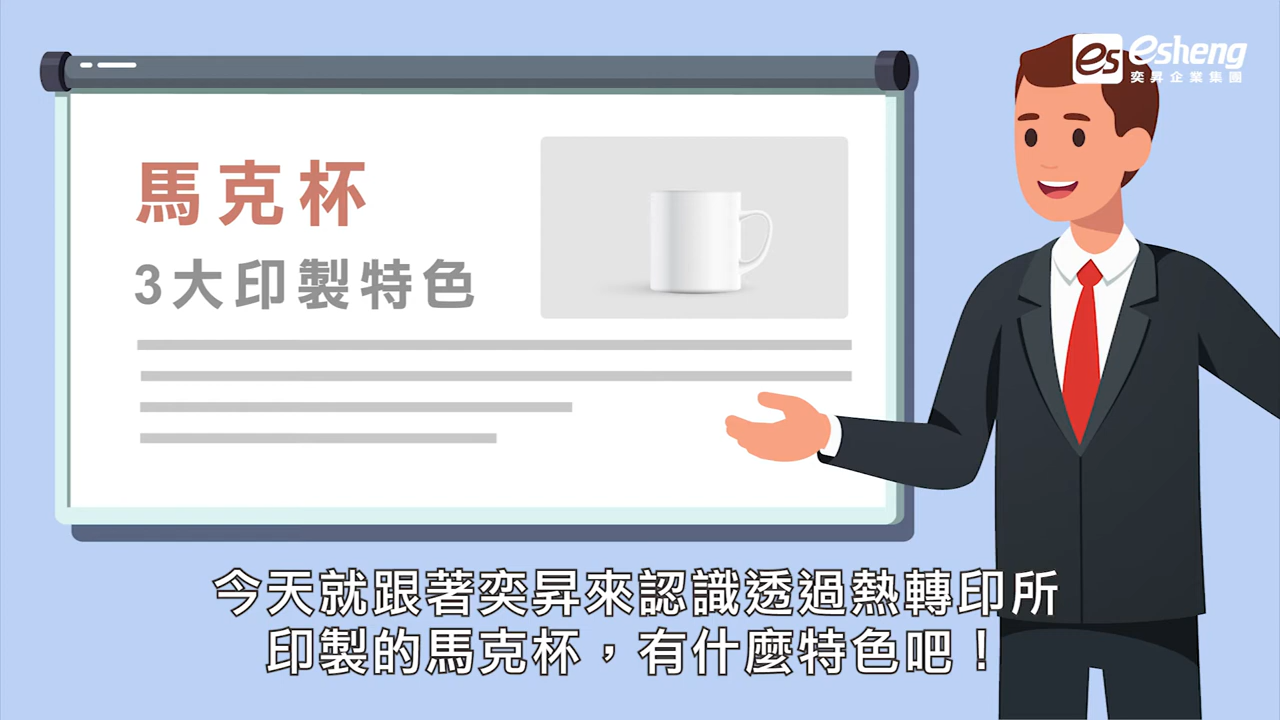 es esheng
奕昇企業集團
馬克杯
3大印製特色
今天就跟著奕昇來認識透過熱轉印所
印製的馬克杯，有什麼特色吧！